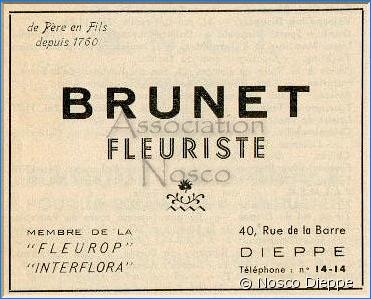 de Père en Fils
depuis 1760
BRUNET
Association
FLEURISTE
Nosco
MEMBRE DE LA
"FLEUROP"
"INTERFLORA"
40, Rue de la Barre
DIEPPE
Téléphone : n° 14-14
© Nosco Dieppe